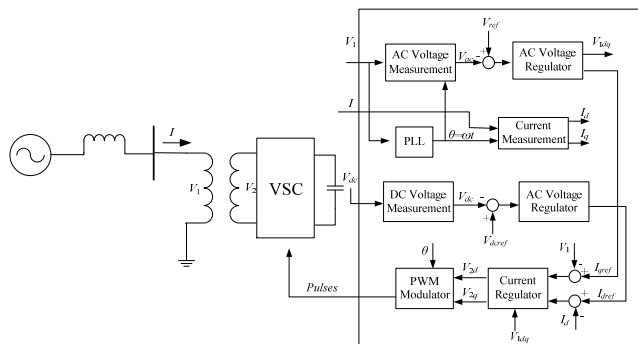 V1
AC Voltage
Measurement
Vac
-
+
Vref
AC Voltage
Regulator
V1dq
I
PLL
θ=ωt
Current
Measurement
Id
Iq
I
V1
V2
VSC
Vdc
DC Voltage
Measurement
Vdc
-
+
Vdcref
AC Voltage
Regulator
θ
PWM
Modulator
Pulses
V2d
V2q
Current
Regulator
V1dq
V1
-
+
Iqref
+
Idref
Id
-